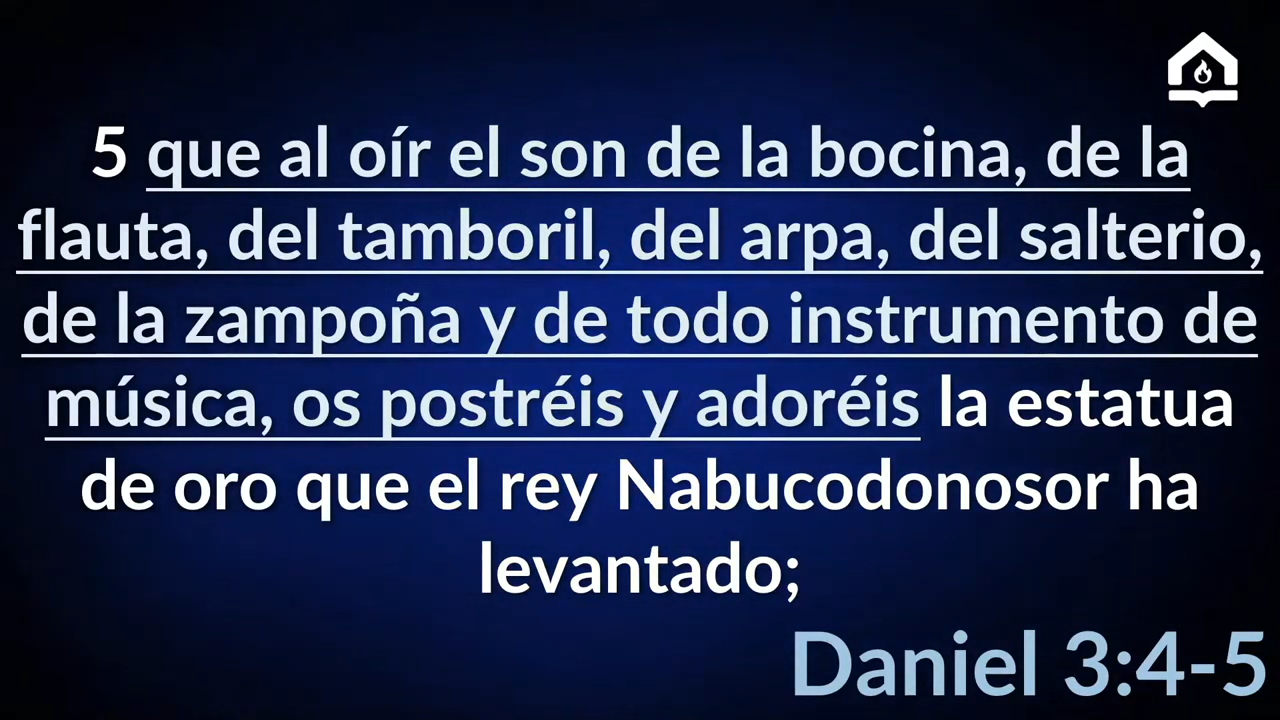 5 que al oír el son de la bocina, de la
flauta, del tamboril, del arpa, del salterio,
de la zampoña y de todo instrumento de
música, os postréis y adoréis la estatua
de oro que el rey Nabucodonosor ha
levantado;
Daniel 3:4-5